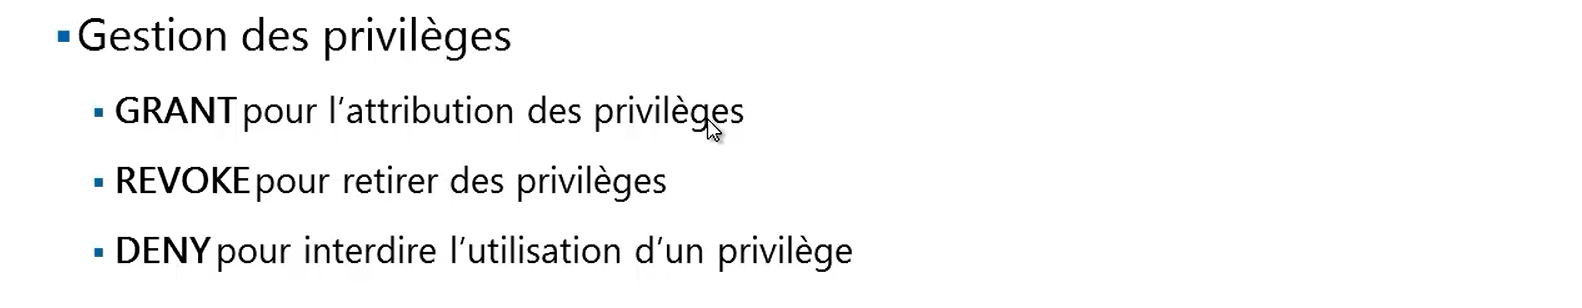 Gestion des privilèges
GRANT pour l’attribution des privilèges
REVOKE pour retirer des privilèges
DENY pour interdire l’utilisation d’un privilège